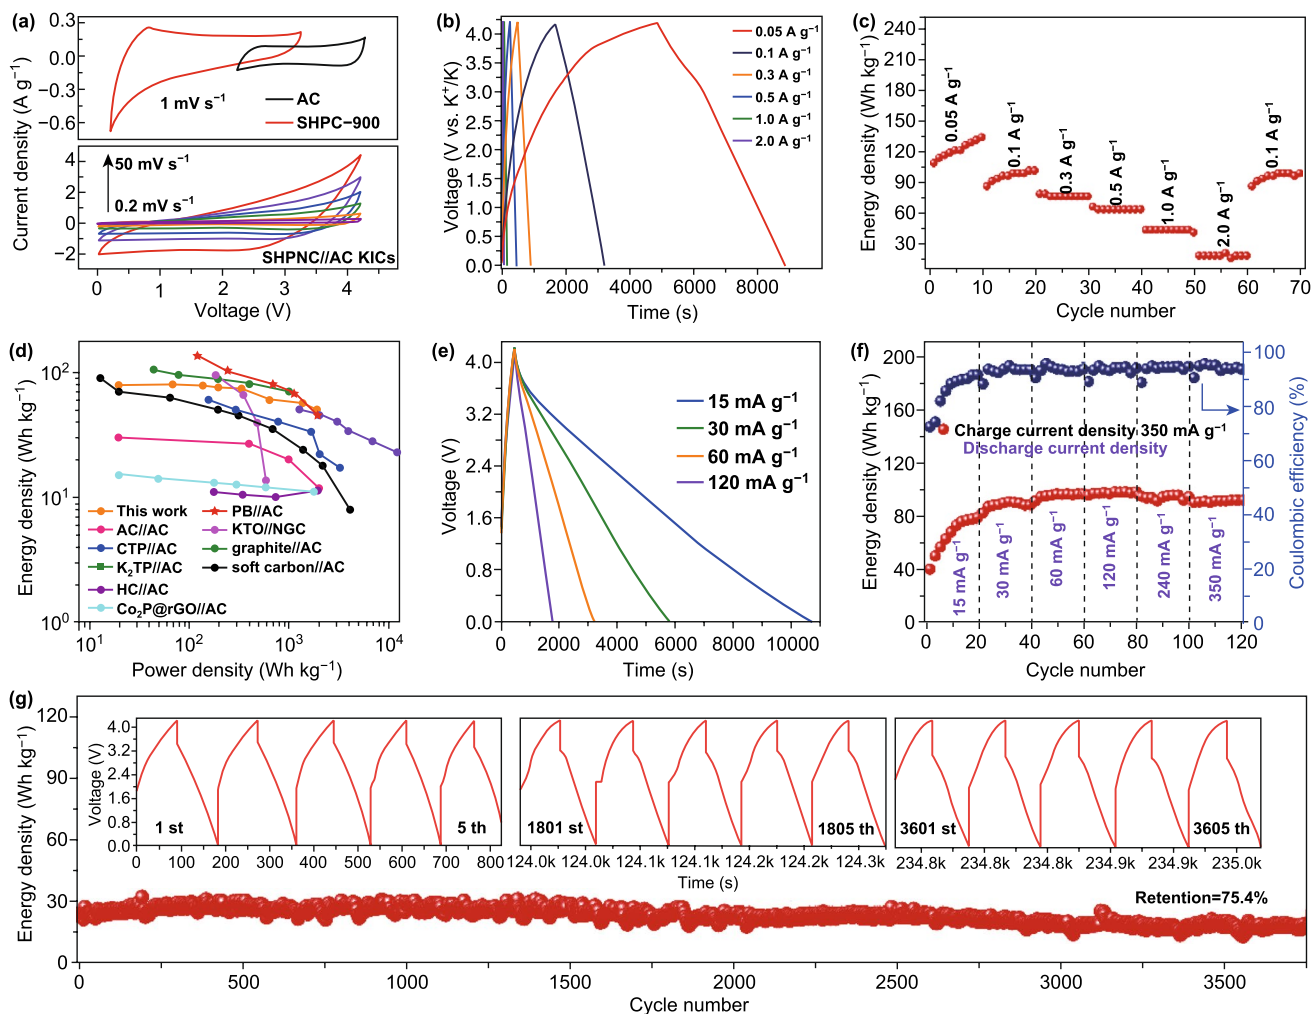 (a)
0.3
0.0
−0.3
−0.6
1 mV s−1
AC
SHPC−900
Current density (A g−1)
4
2
0
−2
50 mV s−1
0.2 mV s−1
SHPNC//AC KICs
0 1 2 3 4
Voltage (V)
(b)
4.0
3.5
3.0
2.5
2.0
1.5
1.0
0.5
0.0
Voltage (V vs. K+/K)
0.05 A g−1
0.1 A g−1
0.3 A g−1
0.5 A g−1
1.0 A g−1
2.0 A g−1
0 2000 4000 6000 8000
Time (s)
(c)
240
210
180
150
120
90
60
30
Energy density (Wh kg−1)
0.05 A g−1
0.1 A g−1
0.3 A g−1
0.5 A g−1
1.0 A g−1
2.0 A g−1
0.1 A g−1
0 10 20 30 40 50 60 70
Cycle number
(d)
10²
10¹
10⁰
Energy density (Wh kg−1)
This work
AC//AC
CTP//AC
K₂TP//AC
HC//AC
Co₂P@rGO//AC
PB//AC
KTO//NGC
graphite//AC
soft carbon//AC
10¹ 10² 10³ 10⁴
Power density (Wh kg−1)
(e)
4.0
3.2
2.4
1.6
0.8
0.0
Voltage (V)
15 mA g−1
30 mA g−1
60 mA g−1
120 mA g−1
0 2000 4000 6000 8000 10000
Time (s)
(f)
200
160
120
80
40
0
Energy density (Wh kg−1)
Charge current density 350 mA g−1
Discharge current density
15 mA g−1
30 mA g−1
60 mA g−1
120 mA g−1
240 mA g−1
350 mA g−1
100
80
60
40
20
0
Coulombic efficiency (%)
0 20 40 60 80 100 120
Cycle number
(g)
120
90
60
30
0
Energy density (Wh kg−1)
4.0
3.2
2.4
1.6
0.8
0.0
Voltage (V)
1 st
5 th
0 100 200 300 400 500 600 700 800
1801 st
1805 th
124.0k 124.0k 124.1k 124.1k 124.2k 124.2k 124.3k
Time (s)
3601 st
3605 th
234.8k 234.8k 234.8k 234.9k 234.9k 235.0k
Retention=75.4%
0 500 1000 1500 2000 2500 3000 3500
Cycle number